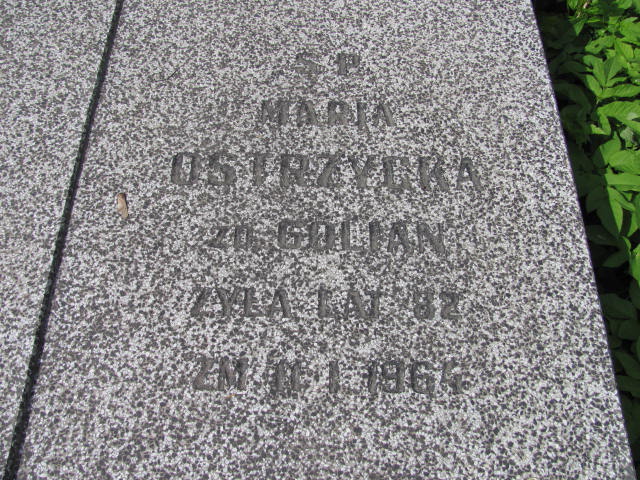 Ś P
MARIA
OSTRZYCKA
ZD. GOLIAN
ŻYŁA LAT 82
ZM 11 I 1964